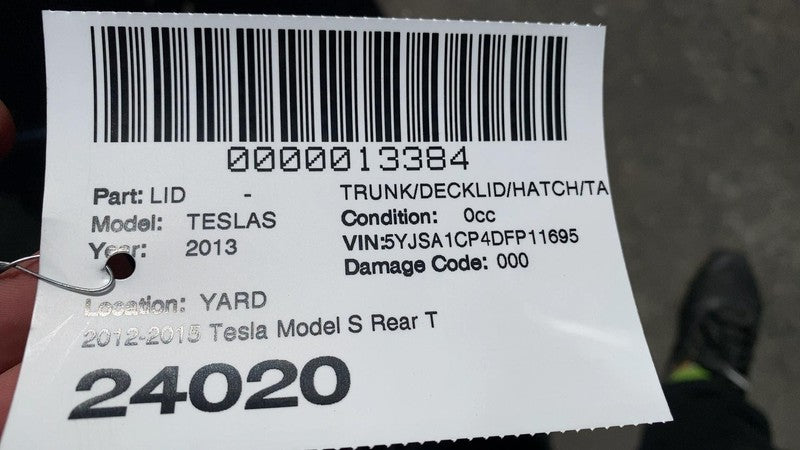 0000013384
Part: LID - TRUNK/DECKLID/HATCH/TA
Model: TESLAS Condition: 0cc
Year: 2013 VIN:5YJSA1CP4DFP11695
Damage Code: 000
Location: YARD
2012-2015 Tesla Model S Rear T
24020